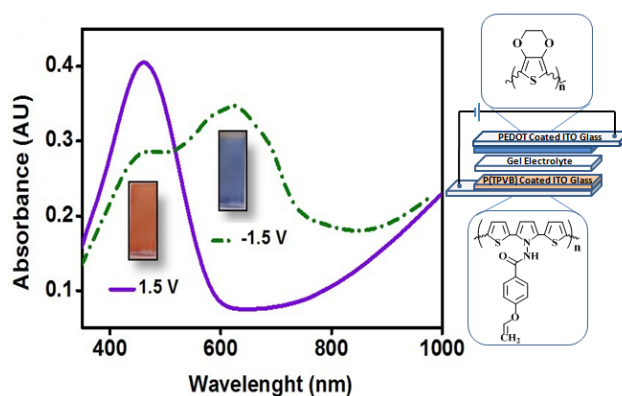 Absorbance (AU)
0.4
0.3
0.2
0.1
1.5 V
-1.5 V
400
600
800
1000
Wavelenght (nm)
O
O
S
n
PEDOT Coated ITO Glass
Gel Electrolyte
P[TPVB] Coated ITO Glass
S
N
S
n
NH
O
O
CH2